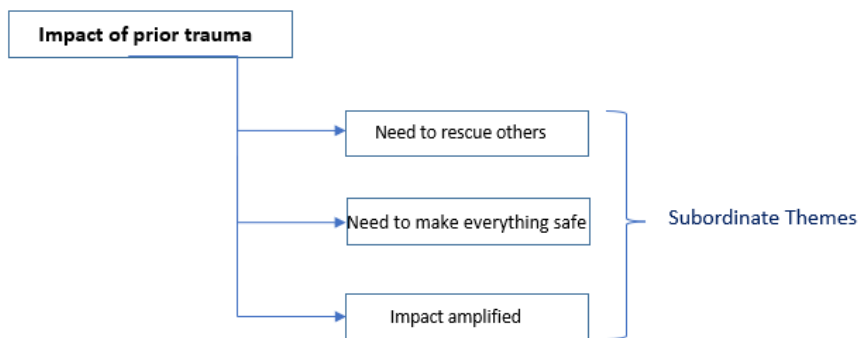 Impact of prior trauma
Need to rescue others
Need to make everything safe
Subordinate Themes
Impact amplified